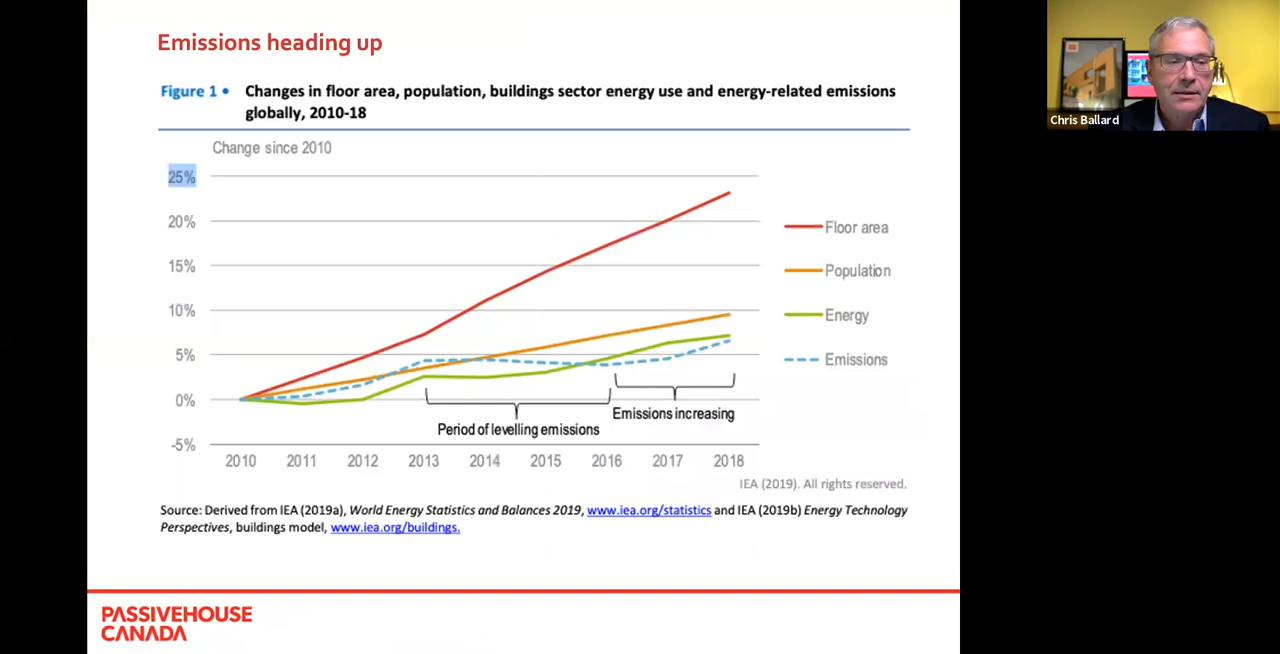 Emissions heading up
Figure 1 • Changes in floor area, population, buildings sector energy use and energy-related emissions
globally, 2010-18
Change since 2010
25%
20%
15%
10%
5%
0%
-5%
Floor area
Population
Energy
Emissions
Period of levelling emissions
Emissions increasing
2010 2011 2012 2013 2014 2015 2016 2017 2018
IEA (2019). All rights reserved.
Source: Derived from IEA (2019a), World Energy Statistics and Balances 2019, www.iea.org/statistics and IEA (2019b) Energy Technology
Perspectives, buildings model, www.iea.org/buildings.
PASSIVEHOUSE
CANADA
Chris Ballard